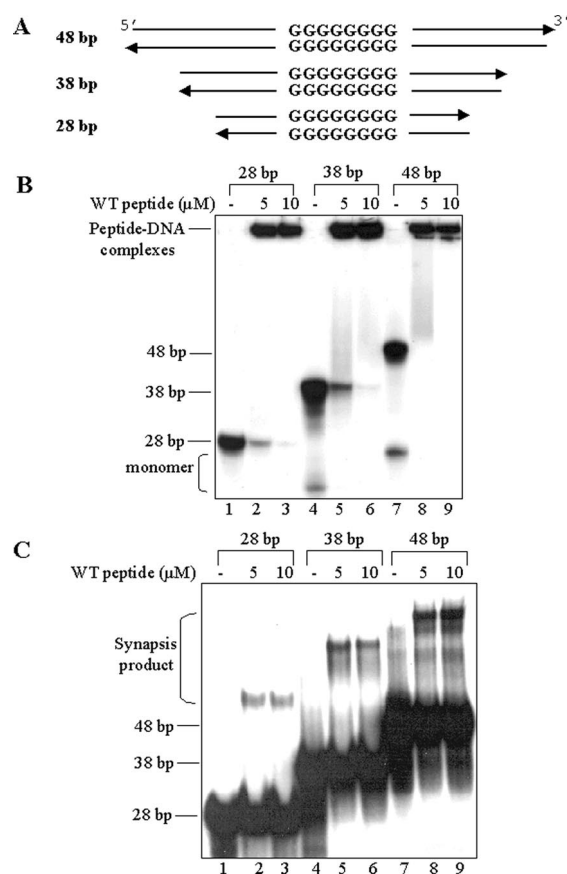 A
5′ 3′
48 bp GGGGGGGG
GGGGGGGG
38 bp GGGGGGGG
GGGGGGGG
28 bp GGGGGGGG
GGGGGGGG
B
28 bp 38 bp 48 bp
WT peptide (μM) - 5 10 - 5 10 - 5 10
Peptide-DNA
complexes
48 bp
38 bp
28 bp
monomer
1 2 3 4 5 6 7 8 9
C
28 bp 38 bp 48 bp
WT peptide (μM) - 5 10 - 5 10 - 5 10
Synapsis
product
48 bp
38 bp
28 bp
1 2 3 4 5 6 7 8 9